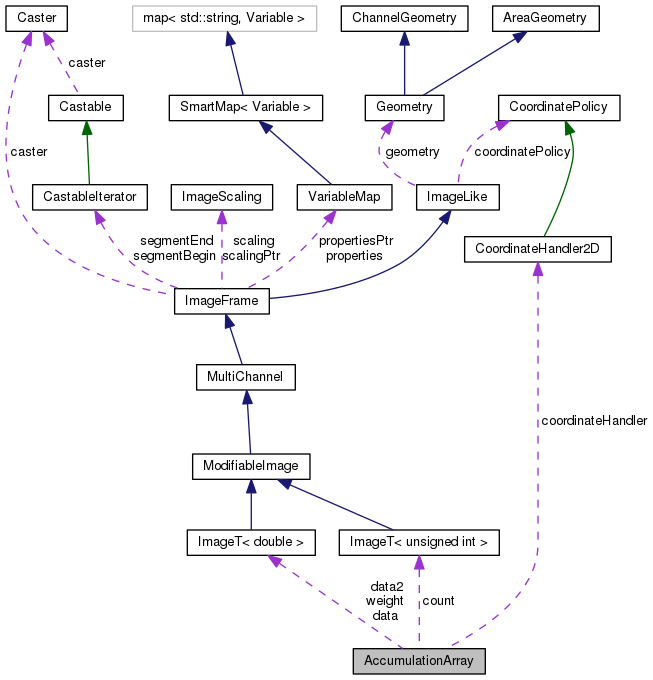 Caster
map< std::string, Variable >
ChannelGeometry
AreaGeometry
caster
Castable
SmartMap< Variable >
Geometry
CoordinatePolicy
caster
geometry
coordinatePolicy
CastableIterator
ImageScaling
VariableMap
ImageLike
segmentEnd
segmentBegin
scaling
scalingPtr
propertiesPtr
properties
CoordinateHandler2D
ImageFrame
MultiChannel
coordinateHandler
ModifiableImage
ImageT< double >
ImageT< unsigned int >
data2
weight
data
count
AccumulationArray